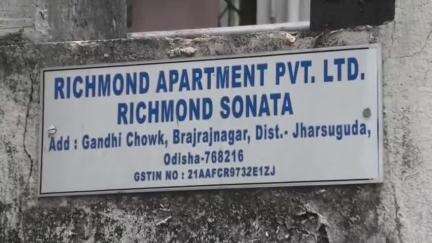 RICHMOND APARTMENT PVT. LTD.
RICHMOND SONATA
Add : Gandhi Chowk, Brajrajnagar, Dist.- Jharsuguda,
Odisha-768216
GSTIN NO : 21AAFCR9732E1ZJ